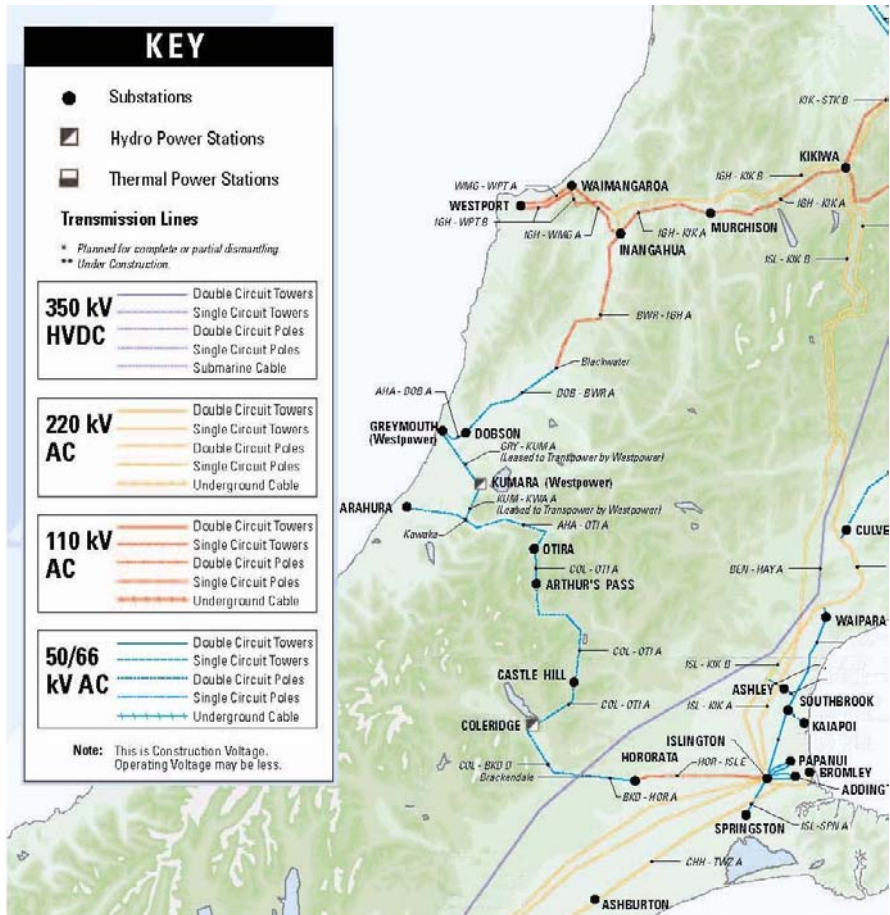 KEY
Substations
Hydro Power Stations
Thermal Power Stations
Transmission Lines
* Planned for complete or partial dismantling.
** Under Construction.
350 kV
HVDC
Double Circuit Towers
Single Circuit Towers
Double Circuit Poles
Single Circuit Poles
Submarine Cable
220 kV
AC
Double Circuit Towers
Single Circuit Towers
Double Circuit Poles
Single Circuit Poles
Underground Cable
110 kV
AC
Double Circuit Towers
Single Circuit Towers
Double Circuit Poles
Single Circuit Poles
Underground Cable
50/66
kV AC
Double Circuit Towers
Single Circuit Towers
Double Circuit Poles
Single Circuit Poles
Underground Cable
Note: This is Construction Voltage.
Operating Voltage may be less.
KIK - STK B
KIKIWA
IGH - KIK B
WMG - WPT A
WAIMANGAROA
WESTPORT
IGH - KIK A
IGH - WPT B
MURCHISON
IGH - WMG A
IGH - KIK A
INANGAHUA
ISL - KIK B
BWR - IGH A
Blackwater
AHA - DOB A
DOB - BWR A
GREYMOUTH
(Westpower)
DOBSON
GRY - KUM A
(Leased to Transpower by Westpower)
KUMARA (Westpower)
KUM - KWA A
(Leased to Transpower by Westpower)
ARAHURA
Kawaka
AHA - OTI A
CULVE
OTIRA
COL - OTI A
BEN - HAY A
ARTHUR'S PASS
WAIPARA
COL - OTI A
ISL - KIK B
CASTLE HILL
ASHLEY
COL - OTI A
ISL - KIK A
SOUTHBROOK
COLERIDGE
KAIAPOI
ISLINGTON
HORORATA
COL - BKD D
HOR - ISL E
PAPANUI
Brackendale
BROMLEY
BKD - HOR A
ADDINGT
SPRINGSTON
ISL-SPN A
CHH - TWZ A
ASHBURTON